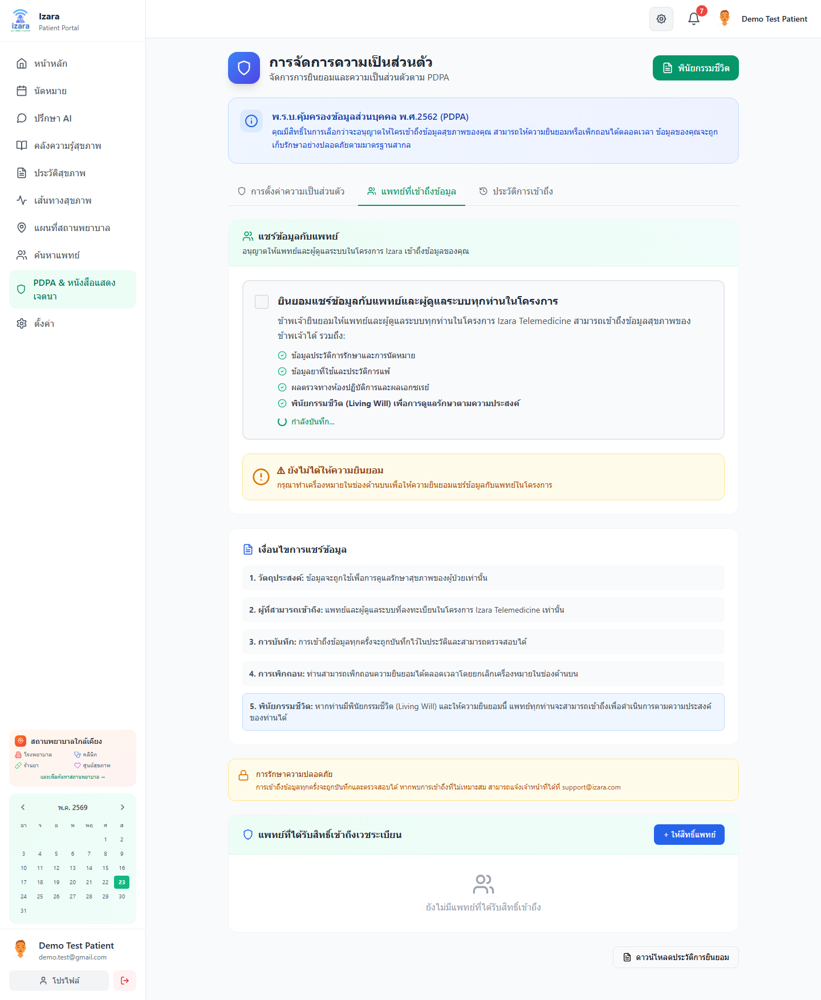 izara
Izara
Patient Portal
หน้าหลัก
นัดหมาย
ปรึกษา AI
คลังความรู้สุขภาพ
ประวัติสุขภาพ
เส้นทางสุขภาพ
แผนที่สถานพยาบาล
ค้นหาแพทย์
PDPA & หนังสือแสดง
เจตนา
ตั้งค่า
สถานพยาบาลใกล้เคียง
โรงพยาบาล
คลินิก
ร้านยา
ศูนย์สุขภาพ
แตะเพื่อค้นหาสถานพยาบาล →
พ.ค. 2569
อา จ อ พ พฤ ศ ส
1 2
3 4 5 6 7 8 9
10 11 12 13 14 15 16
17 18 19 20 21 22 23
24 25 26 27 28 29 30
31
Demo Test Patient
demo.test@gmail.com
โปรไฟล์
7
Demo Test Patient
การจัดการความเป็นส่วนตัว
จัดการการยินยอมและความเป็นส่วนตัวตาม PDPA
พินัยกรรมชีวิต
พ.ร.บ.คุ้มครองข้อมูลส่วนบุคคล พ.ศ.2562 (PDPA)
คุณมีสิทธิ์ในการเลือกว่าจะอนุญาตให้ใครเข้าถึงข้อมูลสุขภาพของคุณ สามารถให้ความยินยอมหรือเพิกถอนได้ตลอดเวลา ข้อมูลของคุณจะถูก
เก็บรักษาอย่างปลอดภัยตามมาตรฐานสากล
การตั้งค่าความเป็นส่วนตัว
แพทย์ที่เข้าถึงข้อมูล
ประวัติการเข้าถึง
แชร์ข้อมูลกับแพทย์
อนุญาตให้แพทย์และผู้ดูแลระบบในโครงการ Izara เข้าถึงข้อมูลของคุณ
ยินยอมแชร์ข้อมูลกับแพทย์และผู้ดูแลระบบทุกท่านในโครงการ
ข้าพเจ้ายินยอมให้แพทย์และผู้ดูแลระบบทุกท่านในโครงการ Izara Telemedicine สามารถเข้าถึงข้อมูลสุขภาพของ
ข้าพเจ้าได้ รวมถึง:
ข้อมูลประวัติการรักษาและการนัดหมาย
ข้อมูลยาที่ใช้และประวัติการแพ้
ผลตรวจทางห้องปฏิบัติการและผลเอกซเรย์
พินัยกรรมชีวิต (Living Will) เพื่อการดูแลรักษาตามความประสงค์
กำลังบันทึก...
⚠ ยังไม่ได้ให้ความยินยอม
กรุณาทำเครื่องหมายในช่องด้านบนเพื่อให้ความยินยอมแชร์ข้อมูลกับแพทย์ในโครงการ
เงื่อนไขการแชร์ข้อมูล
1. วัตถุประสงค์: ข้อมูลจะถูกใช้เพื่อการดูแลรักษาสุขภาพของผู้ป่วยเท่านั้น
2. ผู้ที่สามารถเข้าถึง: แพทย์และผู้ดูแลระบบที่ลงทะเบียนในโครงการ Izara Telemedicine เท่านั้น
3. การบันทึก: การเข้าถึงข้อมูลทุกครั้งจะถูกบันทึกไว้ในประวัติและสามารถตรวจสอบได้
4. การเพิกถอน: ท่านสามารถเพิกถอนความยินยอมได้ตลอดเวลาโดยยกเลิกเครื่องหมายในช่องด้านบน
5. พินัยกรรมชีวิต: หากท่านมีพินัยกรรมชีวิต (Living Will) และให้ความยินยอมนี้ แพทย์ทุกท่านจะสามารถเข้าถึงเพื่อดำเนินการตามความประสงค์
ของท่านได้
การรักษาความปลอดภัย
การเข้าถึงข้อมูลทุกครั้งจะถูกบันทึกและตรวจสอบได้ หากพบการเข้าถึงที่ไม่เหมาะสม สามารถแจ้งเจ้าหน้าที่ได้ที่ support@izara.com
แพทย์ที่ได้รับสิทธิ์เข้าถึงเวชระเบียน
+ ให้สิทธิ์แพทย์
ยังไม่มีแพทย์ที่ได้รับสิทธิ์เข้าถึง
ดาวน์โหลดประวัติการยินยอม